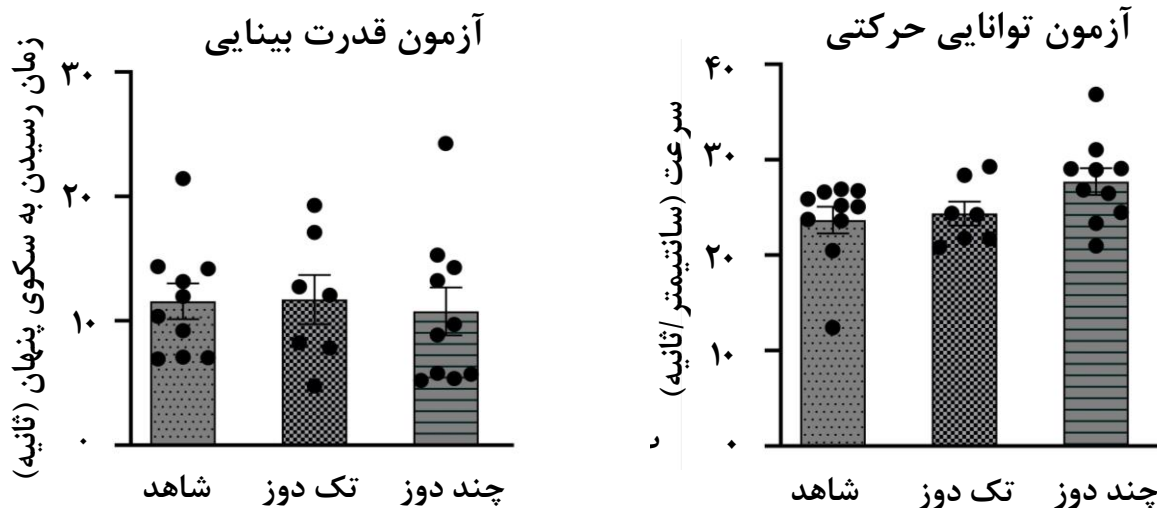 آزمون قدرت بینایی
زمان رسیدن به سکوی پنهان (ثانیه)
۳۰
۲۰
۱۰
۰
شاهد
تک دوز
چند دوز
آزمون توانایی حرکتی
سرعت (سانتیمتر/ثانیه)
۴۰
۳۰
۲۰
۱۰
۰
شاهد
تک دوز
چند دوز